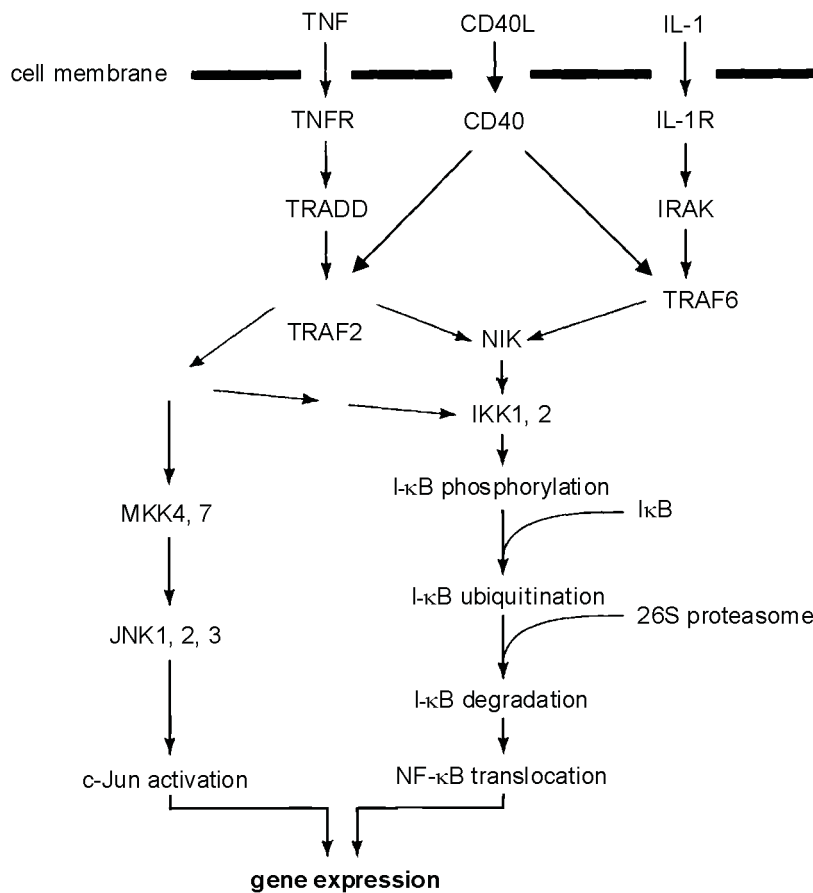 TNF CD40L IL-1
cell membrane
TNFR CD40 IL-1R
TRADD IRAK
TRAF6
TRAF2 NIK
IKK1, 2
I-κB phosphorylation
MKK4, 7 IκB
I-κB ubiquitination
JNK1, 2, 3 26S proteasome
I-κB degradation
c-Jun activation NF-κB translocation
gene expression